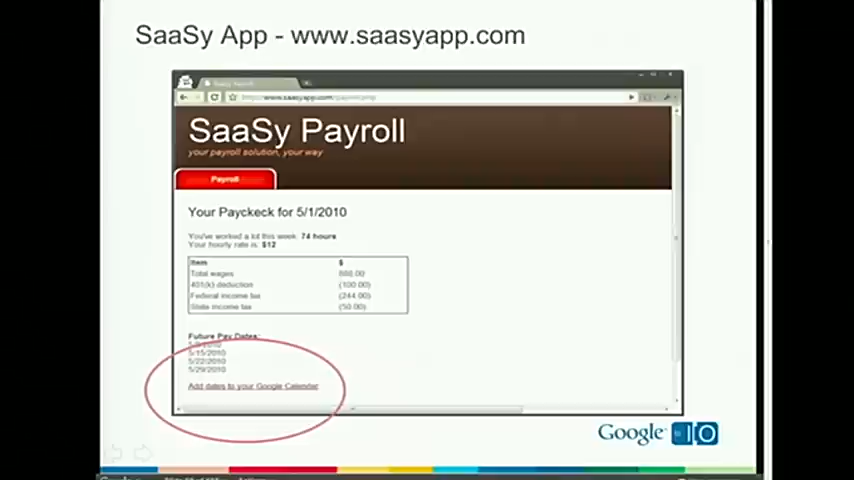 SaaSy App - www.saasyapp.com
SaaSy Payroll
your payroll solution, your way
Payroll
Your Payckeck for 5/1/2010
You've worked a lot this week: 74 hours
Your hourly rate is: $12
Item $
Total wages 888.00
401(k) deduction (100.00)
Federal income tax (244.00)
State income tax (50.00)
Future Pay Dates:
5/15/2010
5/22/2010
5/29/2010
Add dates to your Google Calendar
Google IO